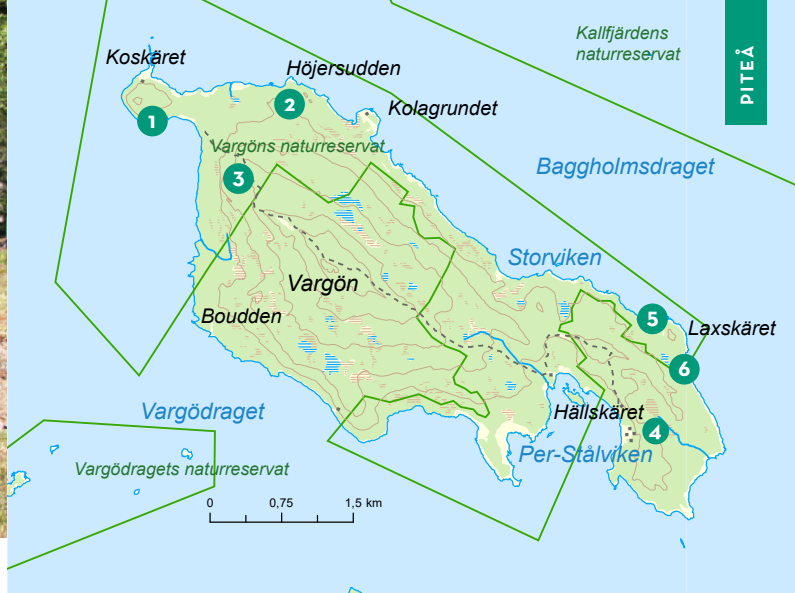 Kallfjärdens
naturreservat
PITEÅ
Koskäret
Höjersudden
Kolagrundet
1
2
Vargöns naturreservat
Baggholmsdraget
3
Storviken
Vargön
Boudden
5
Laxskäret
6
Vargödraget
Hällskäret
4
Per-Stålviken
Vargödragets naturreservat
0 0,75 1,5 km